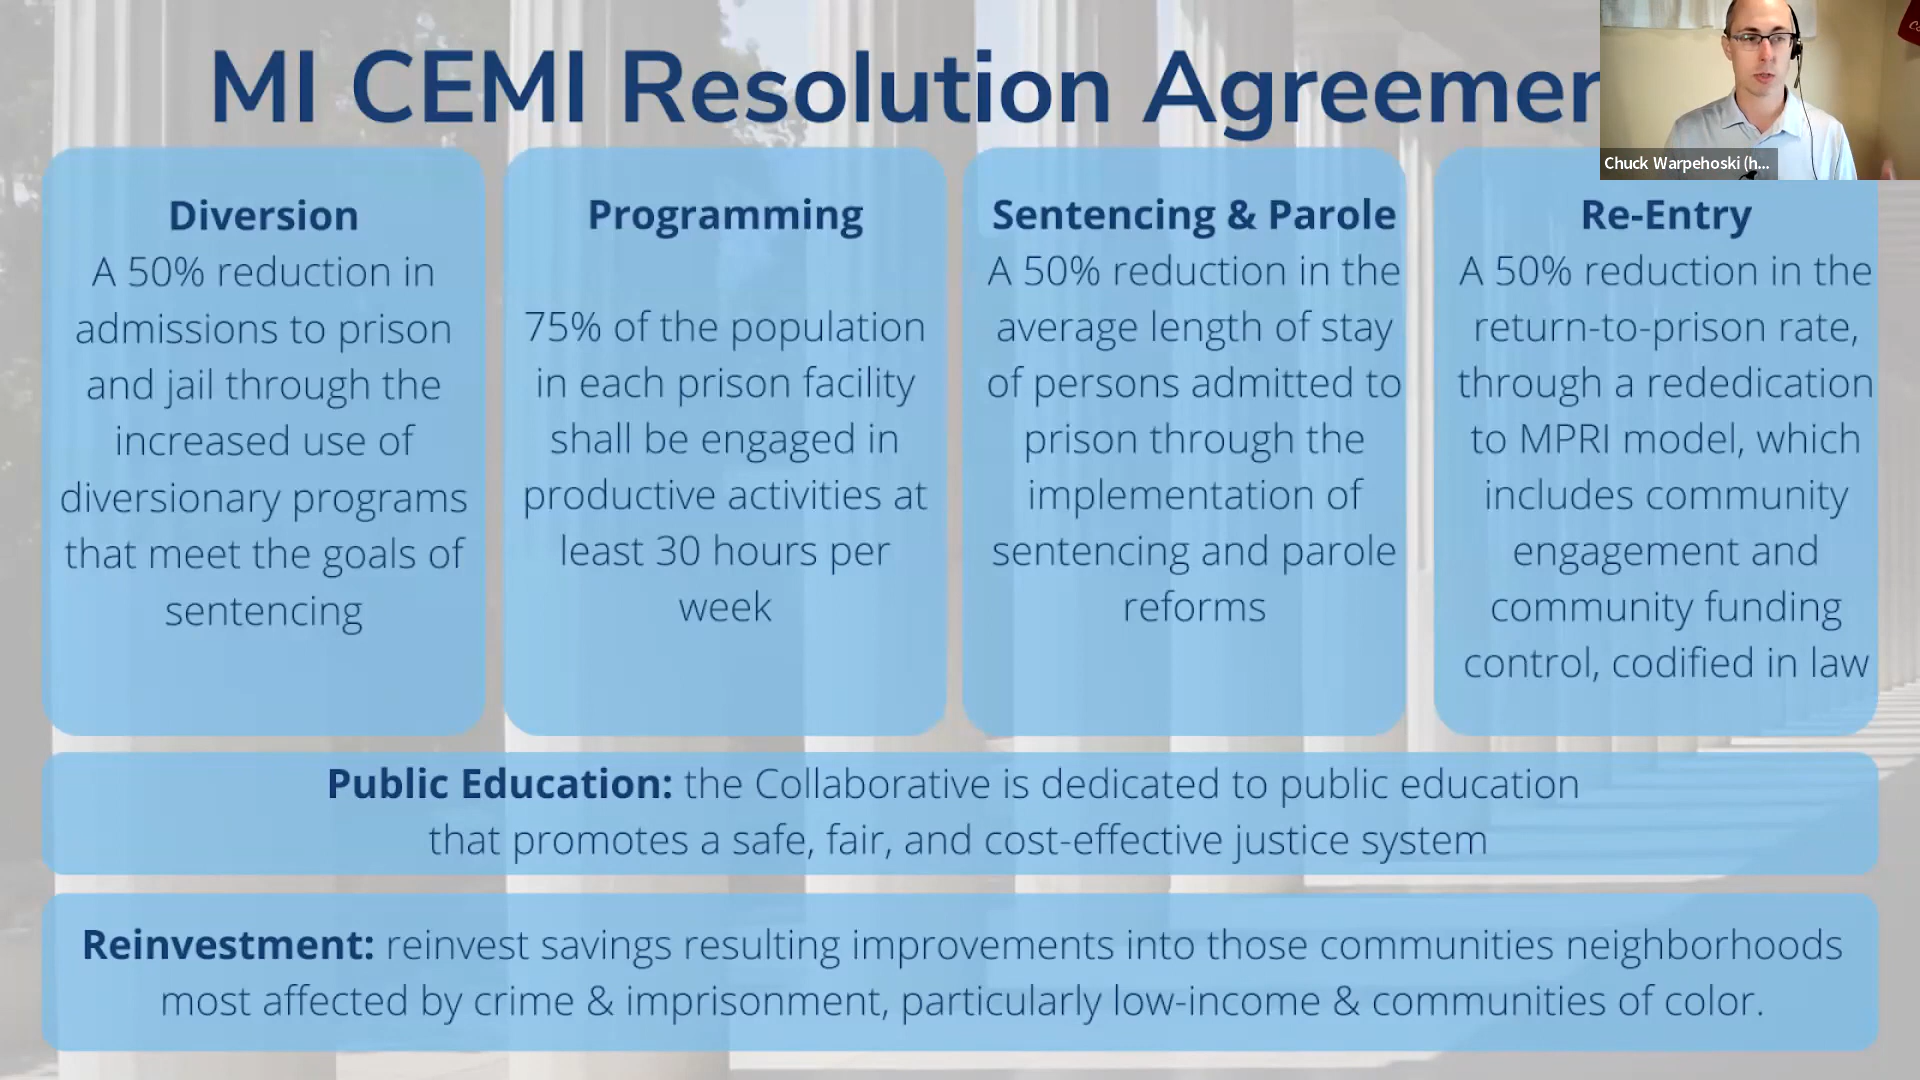 MI CEMI Resolution Agreemen
Chuck Warpehoski (h...
Diversion
A 50% reduction in
admissions to prison
and jail through the
increased use of
diversionary programs
that meet the goals of
sentencing
Programming
75% of the population
in each prison facility
shall be engaged in
productive activities at
least 30 hours per
week
Sentencing & Parole
A 50% reduction in the
average length of stay
of persons admitted to
prison through the
implementation of
sentencing and parole
reforms
Re-Entry
A 50% reduction in the
return-to-prison rate,
through a rededication
to MPRI model, which
includes community
engagement and
community funding
control, codified in law
Public Education: the Collaborative is dedicated to public education
that promotes a safe, fair, and cost-effective justice system
Reinvestment: reinvest savings resulting improvements into those communities neighborhoods
most affected by crime & imprisonment, particularly low-income & communities of color.